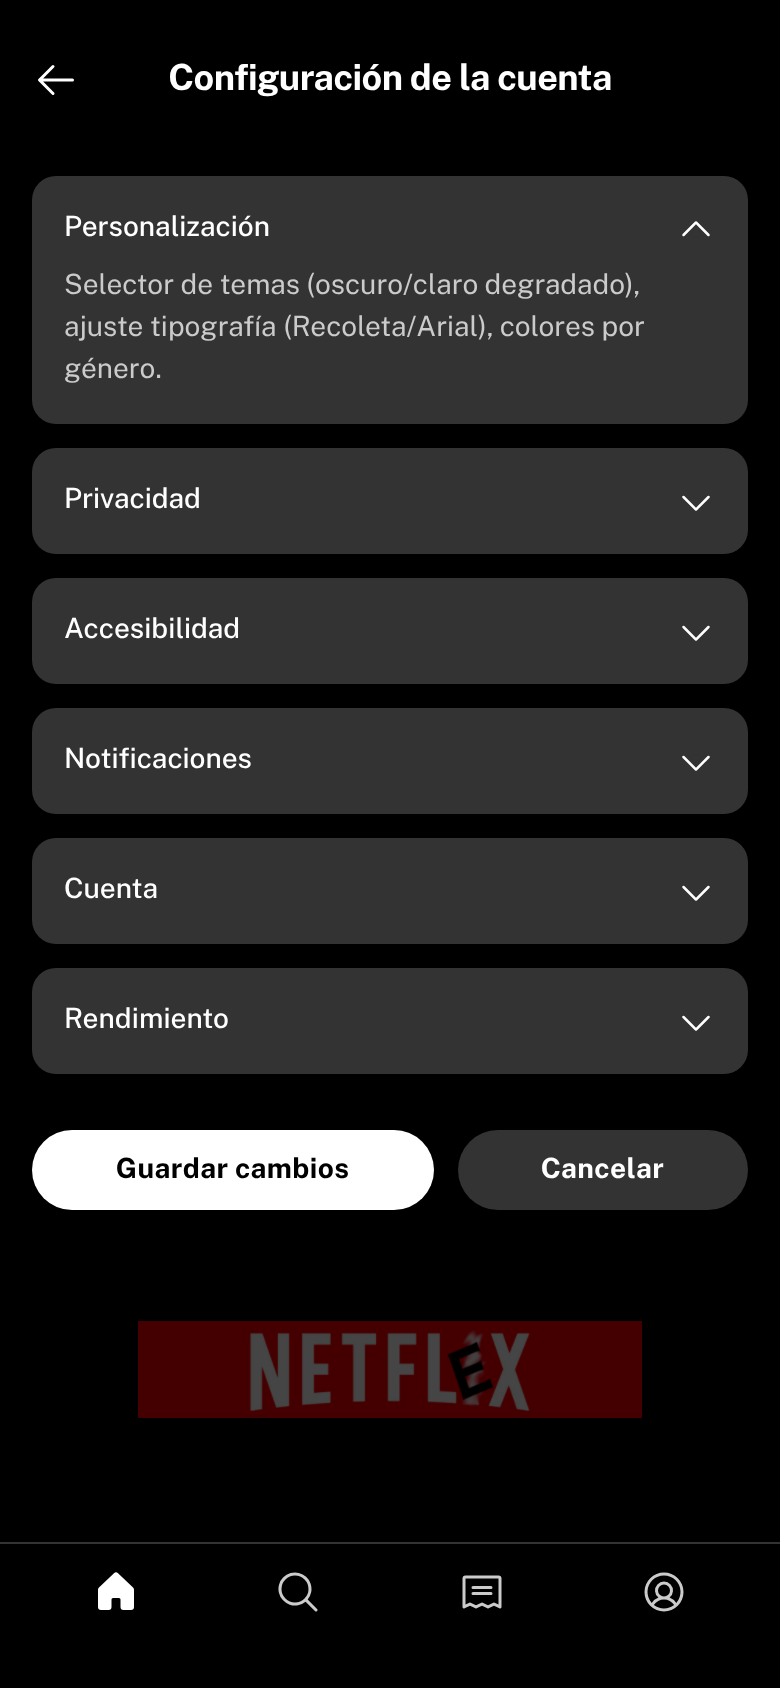 Configuración de la cuenta
Personalización
Selector de temas (oscuro/claro degradado),
ajuste tipografía (Recoleta/Arial), colores por
género.
Privacidad
Accesibilidad
Notificaciones
Cuenta
Rendimiento
Guardar cambios
Cancelar
NETFLEX